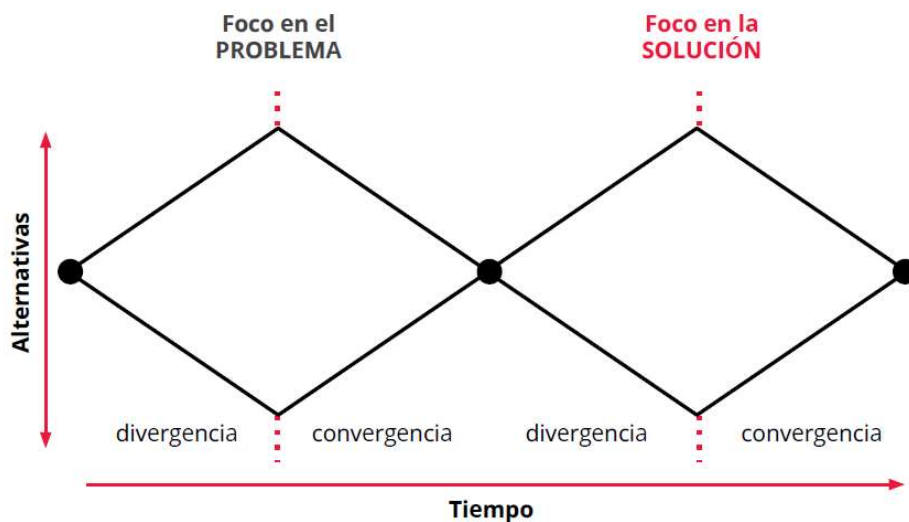 Foco en el
PROBLEMA
Foco en la
SOLUCIÓN
Alternativas
divergencia
convergencia
divergencia
convergencia
Tiempo